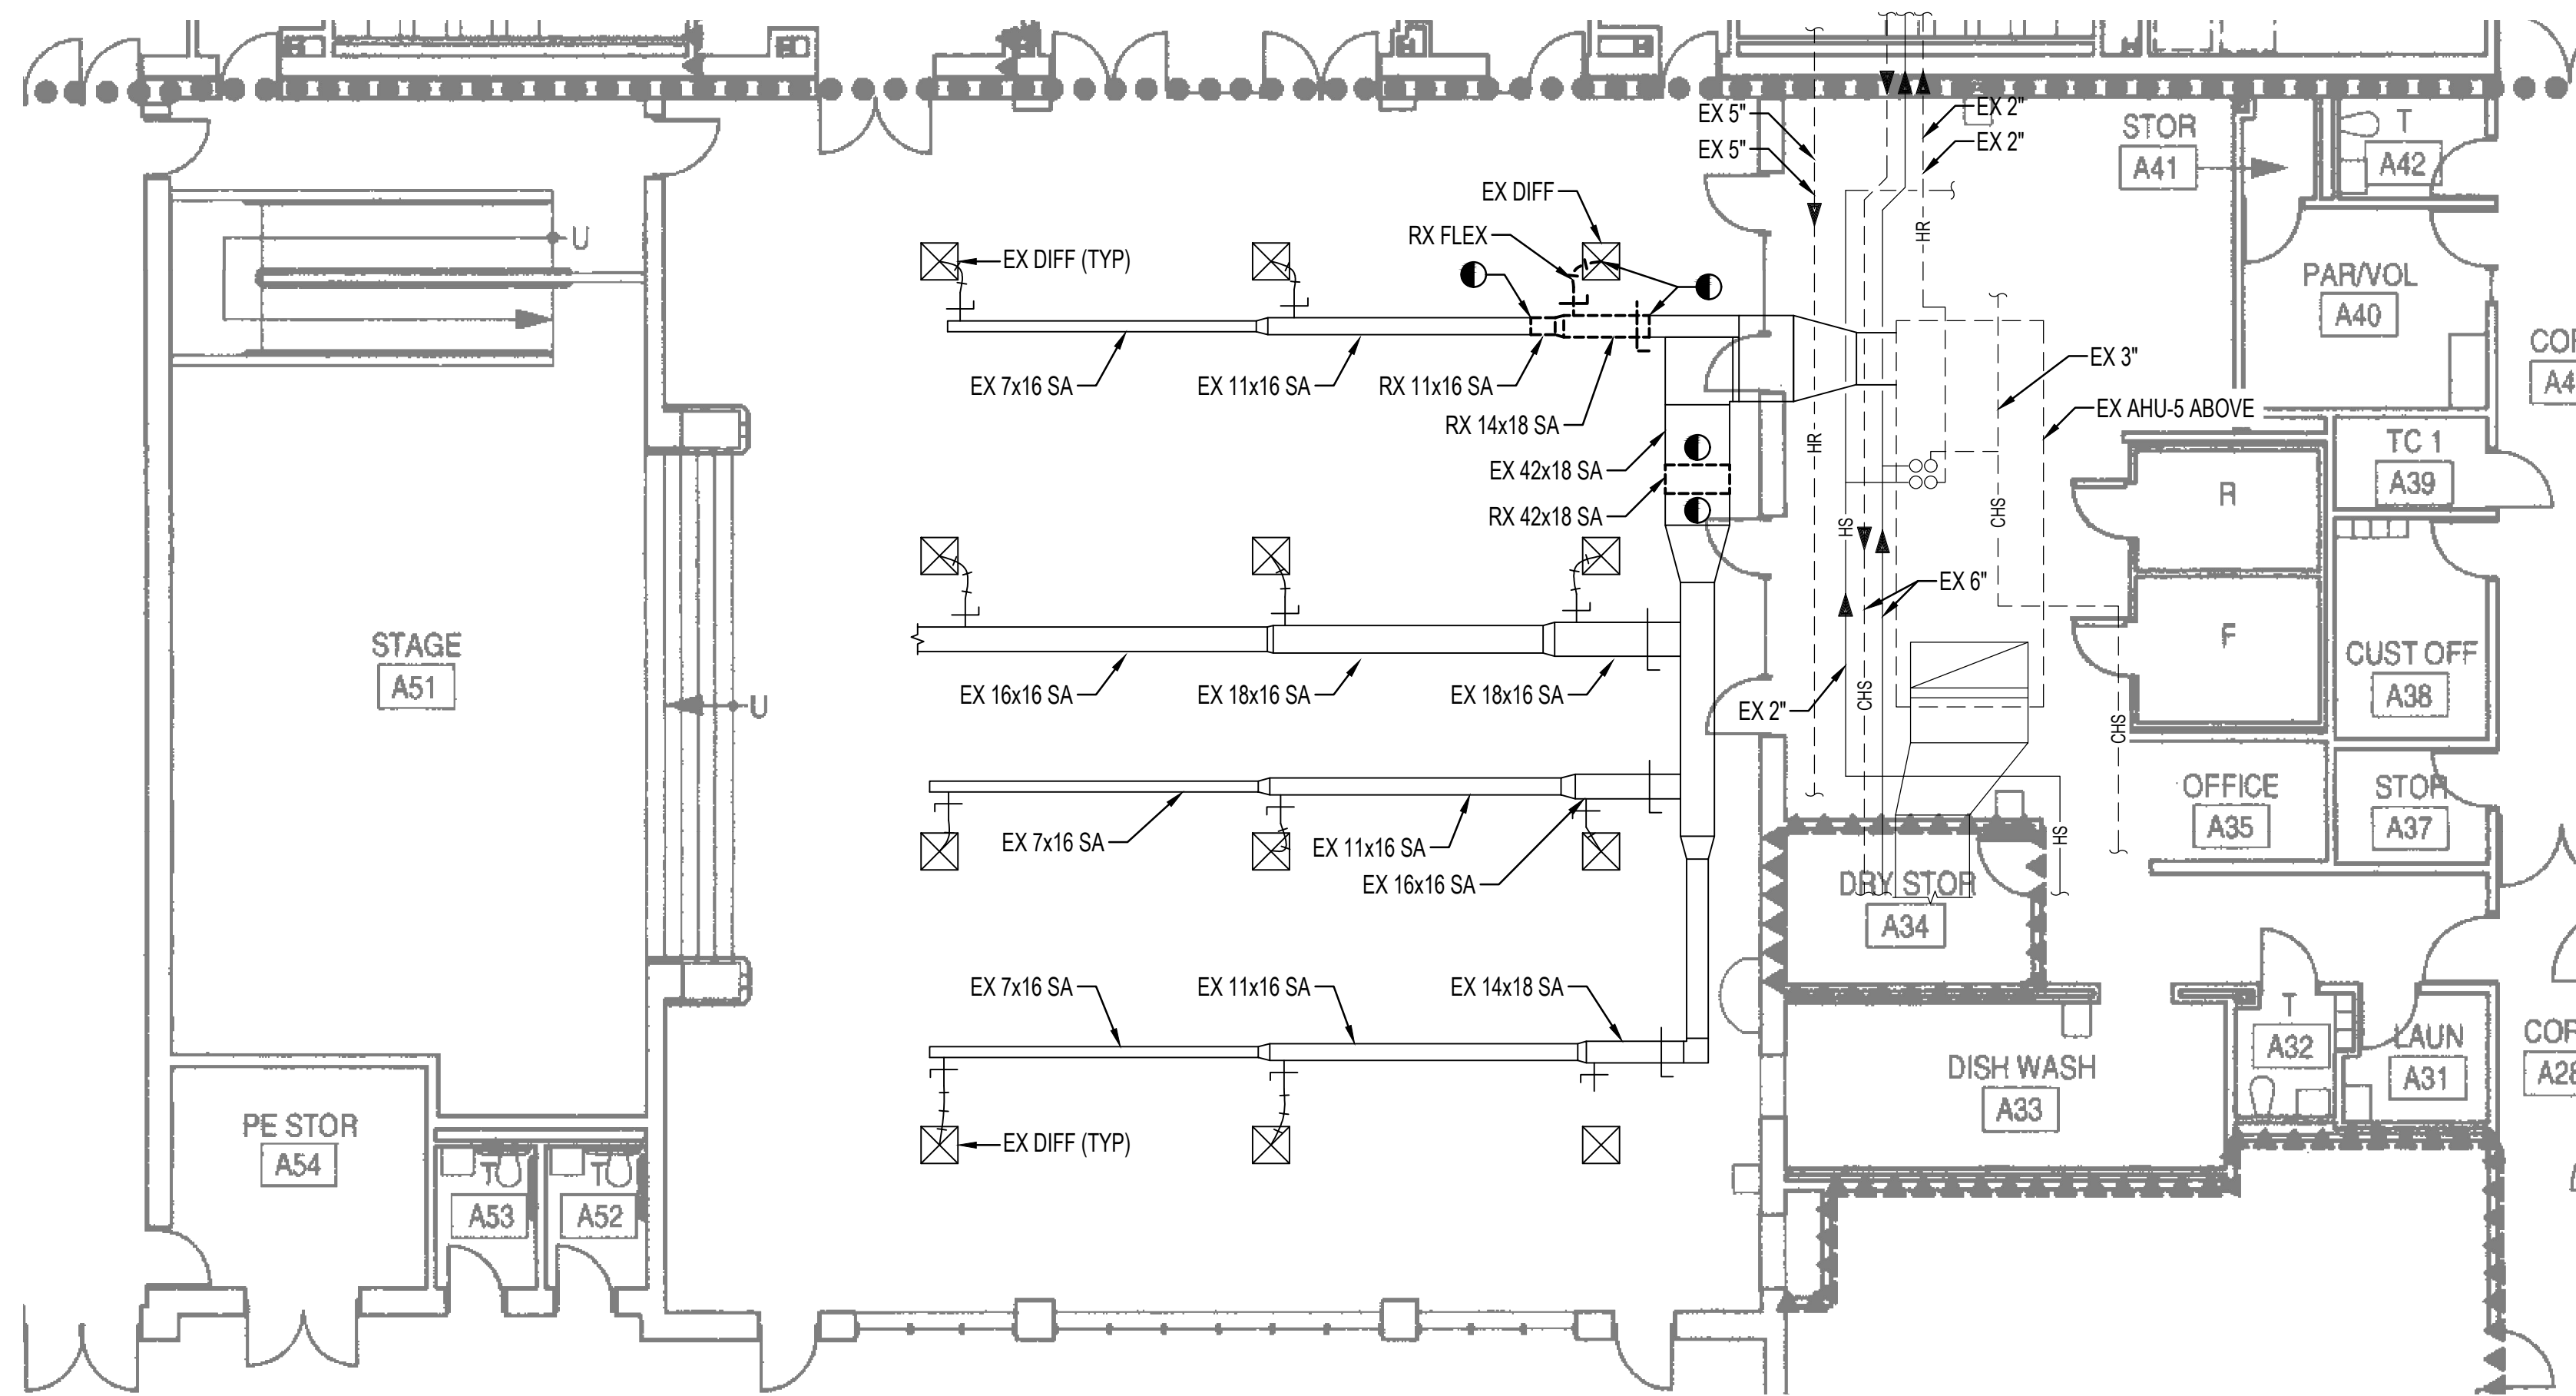 EX 5"
EX 2"
EX 5"
EX 2"
STOR
A41
T
A42
EX DIFF
RX FLEX
U
EX DIFF (TYP)
HR
PAR/VOL
A40
EX 7x16 SA
EX 11x16 SA
RX 11x16 SA
EX 3"
RX 14x18 SA
EX AHU-5 ABOVE
A4
HR
TC 1
A39
EX 42x18 SA
RX 42x18 SA
R
HS
CHS
EX 6"
STAGE
A51
F
CUST OFF
A38
EX 16x16 SA
EX 18x16 SA
EX 18x16 SA
U
EX 2"
CHS
CHS
OFFICE
A35
STOR
A37
EX 7x16 SA
EX 11x16 SA
EX 16x16 SA
HS
DRY STOR
A34
EX 7x16 SA
EX 11x16 SA
EX 14x18 SA
T
A32
LAUN
A31
COR
A28
DISH WASH
A33
PE STOR
A54
EX DIFF (TYP)
T
A53
T
A52